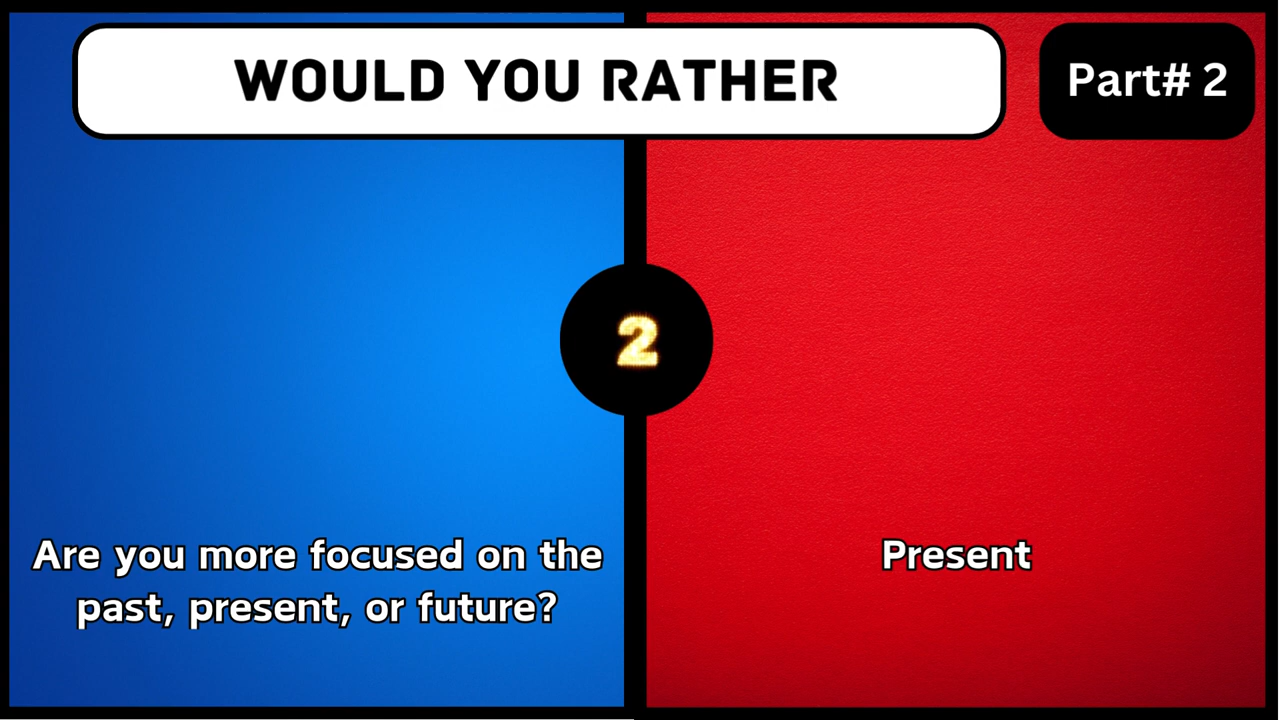 WOULD YOU RATHER
Part# 2
2
Are you more focused on the
past, present, or future?
Present